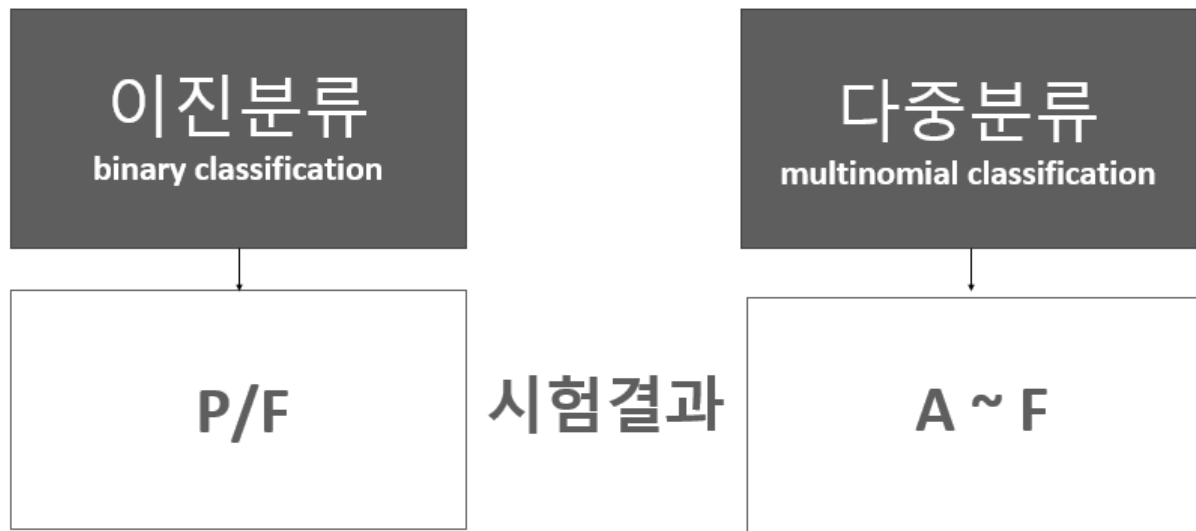 이진분류
binary classification
다중분류
multinomial classification
P/F
시험결과
A ~ F